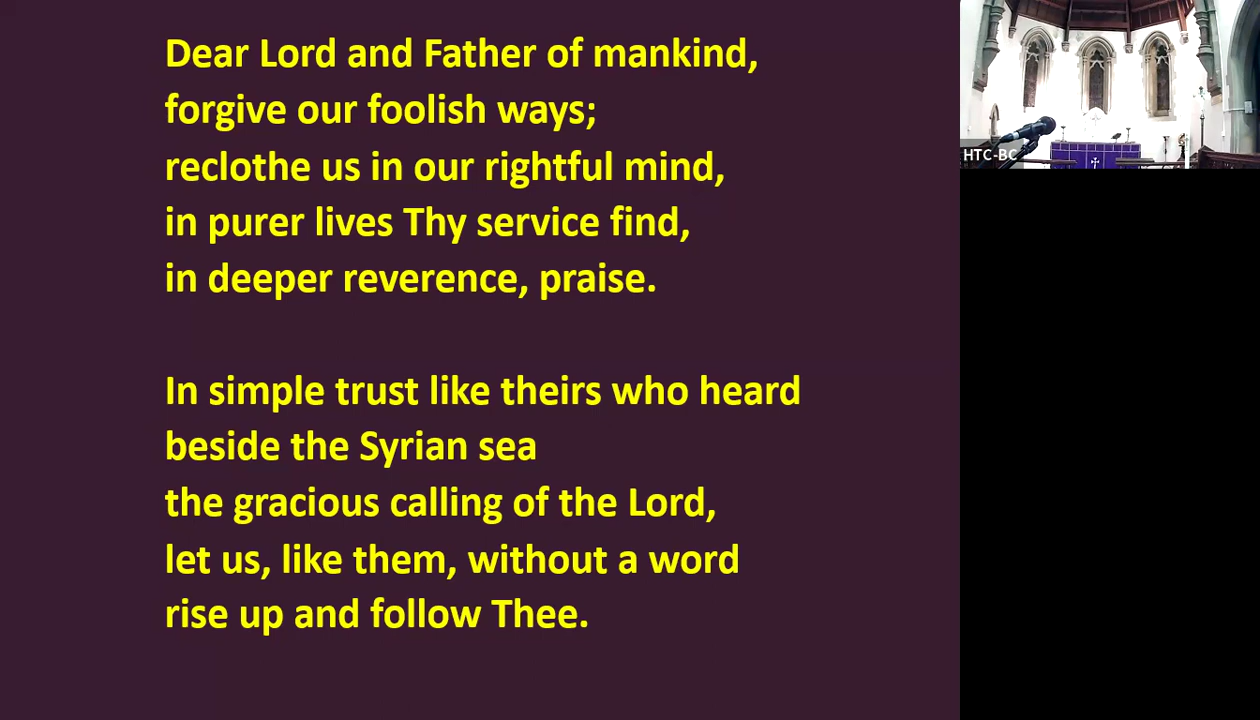 Dear Lord and Father of mankind,
forgive our foolish ways;
reclothe us in our rightful mind,
in purer lives Thy service find,
in deeper reverence, praise.
In simple trust like theirs who heard
beside the Syrian sea
the gracious calling of the Lord,
let us, like them, without a word
rise up and follow Thee.
HTC-BC